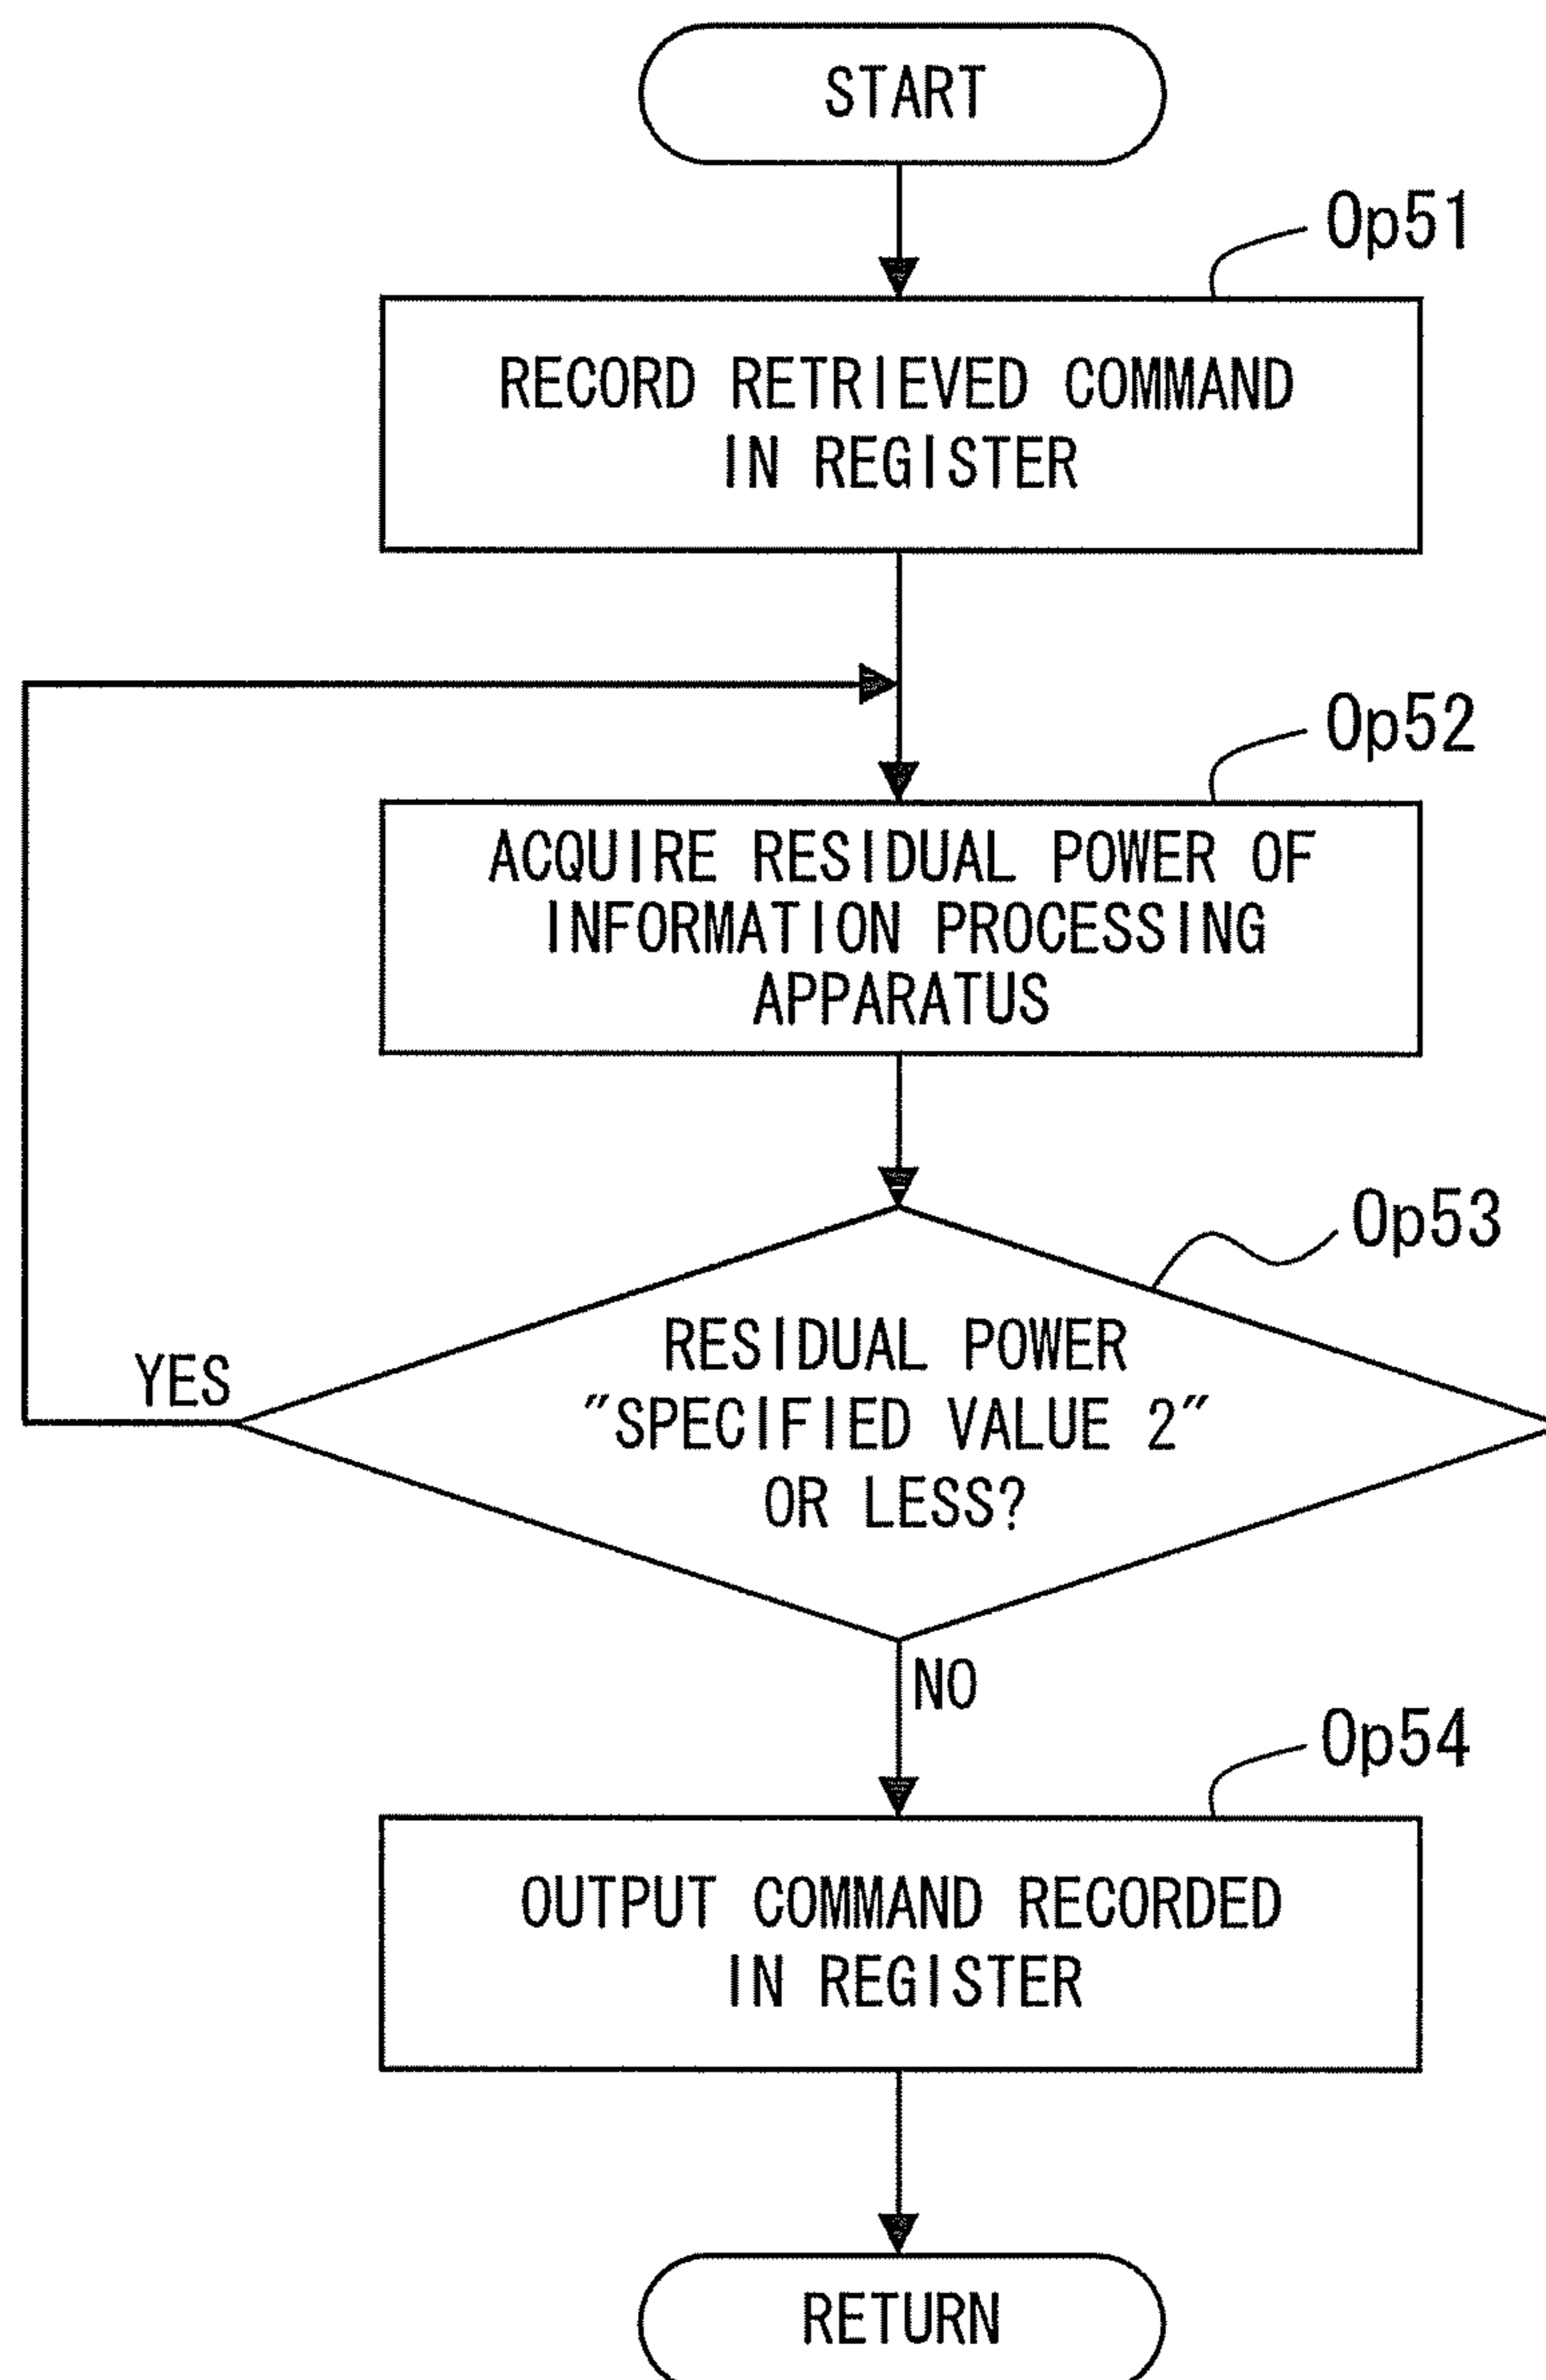 START
Op51
RECORD RETRIEVED COMMAND
IN REGISTER
Op52
ACQUIRE RESIDUAL POWER OF
INFORMATION PROCESSING
APPARATUS
Op53
RESIDUAL POWER
"SPECIFIED VALUE 2"
OR LESS?
YES
NO
Op54
OUTPUT COMMAND RECORDED
IN REGISTER
RETURN